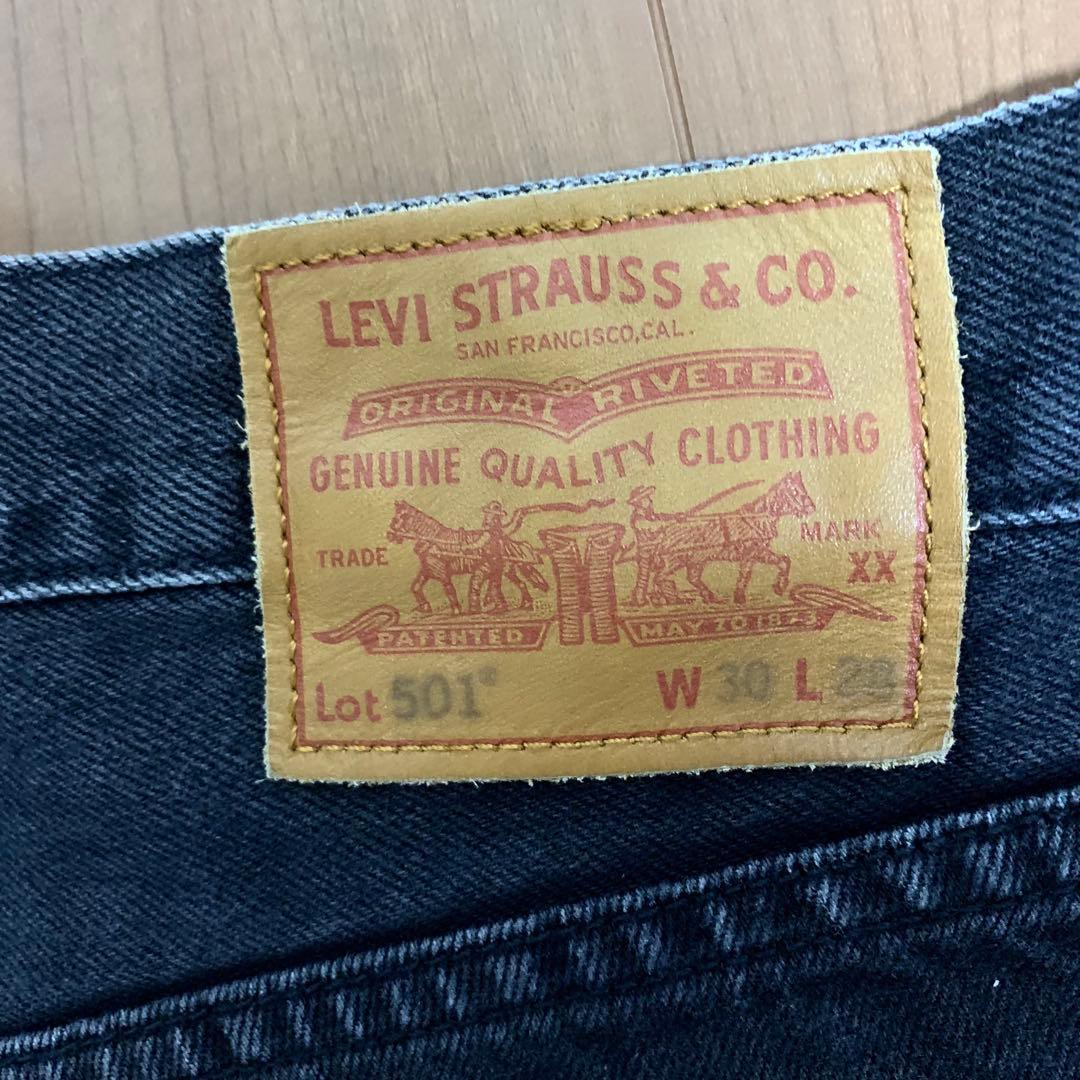 LEVI STRAUSS & CO.
SAN FRANCISCO, CAL.
ORIGINAL RIVETED
GENUINE QUALITY CLOTHING
TRADE MARK
XX
PATENTED MAY 20 1873
Lot 501® W 30 L 28